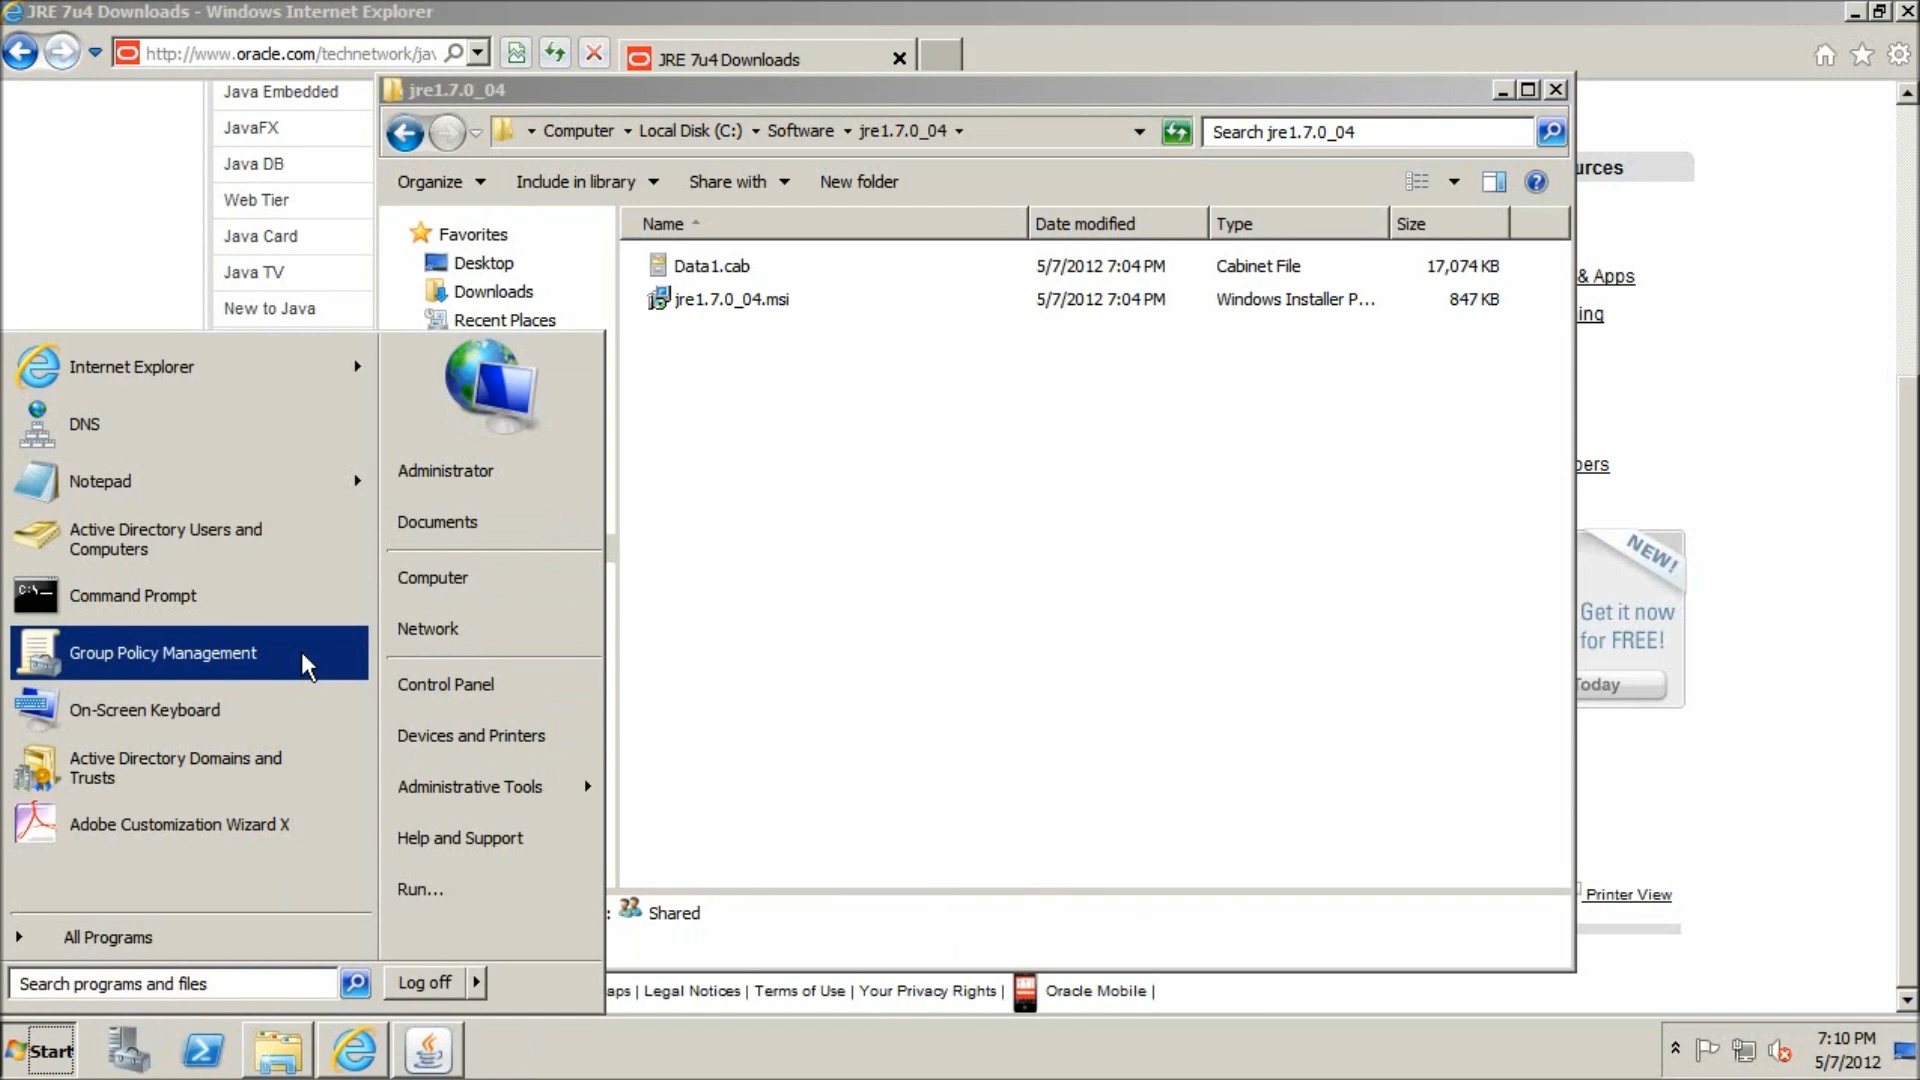 JRE 7u4 Downloads - Windows Internet Explorer
http://www.oracle.com/technetwork/jav
JRE 7u4 Downloads
Java Embedded
JavaFX
Java DB
Web Tier
Java Card
Java TV
New to Java
jre1.7.0_04
Computer
Local Disk (C:)
Software
jre1.7.0_04
Search jre1.7.0_04
Organize
Include in library
Share with
New folder
Favorites
Desktop
Downloads
Recent Places
Name
Date modified
Type
Size
Data1.cab
5/7/2012 7:04 PM
Cabinet File
17,074 KB
jre1.7.0_04.msi
5/7/2012 7:04 PM
Windows Installer P...
847 KB
Shared
Internet Explorer
DNS
Notepad
Active Directory Users and
Computers
C:\
Command Prompt
Group Policy Management
On-Screen Keyboard
Active Directory Domains and
Trusts
Adobe Customization Wizard X
All Programs
Search programs and files
Administrator
Documents
Computer
Network
Control Panel
Devices and Printers
Administrative Tools
Help and Support
Run...
Log off
urces
& Apps
ing
bers
NEW!
Get it now
for FREE!
Today
Printer View
aps | Legal Notices | Terms of Use | Your Privacy Rights |
Oracle Mobile |
Start
7:10 PM
5/7/2012